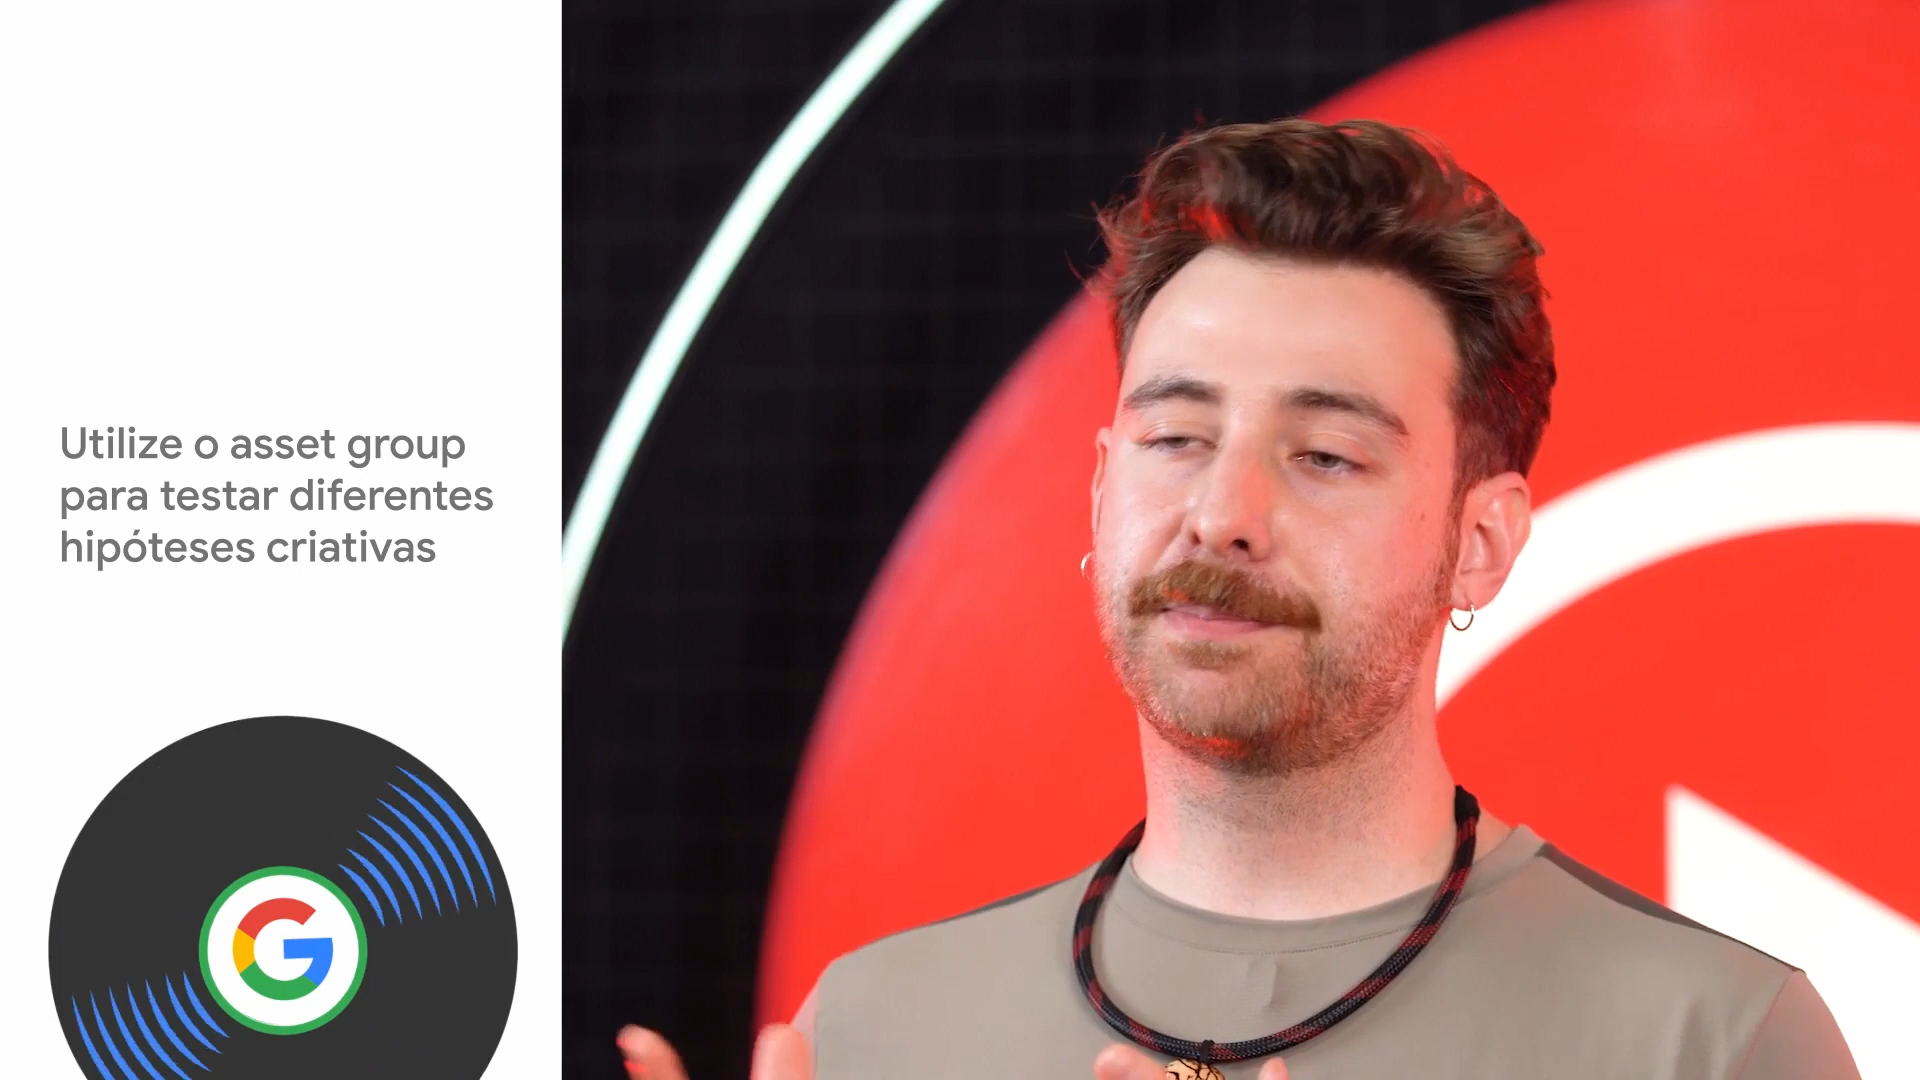 Utilize o asset group
para testar diferentes
hipóteses criativas